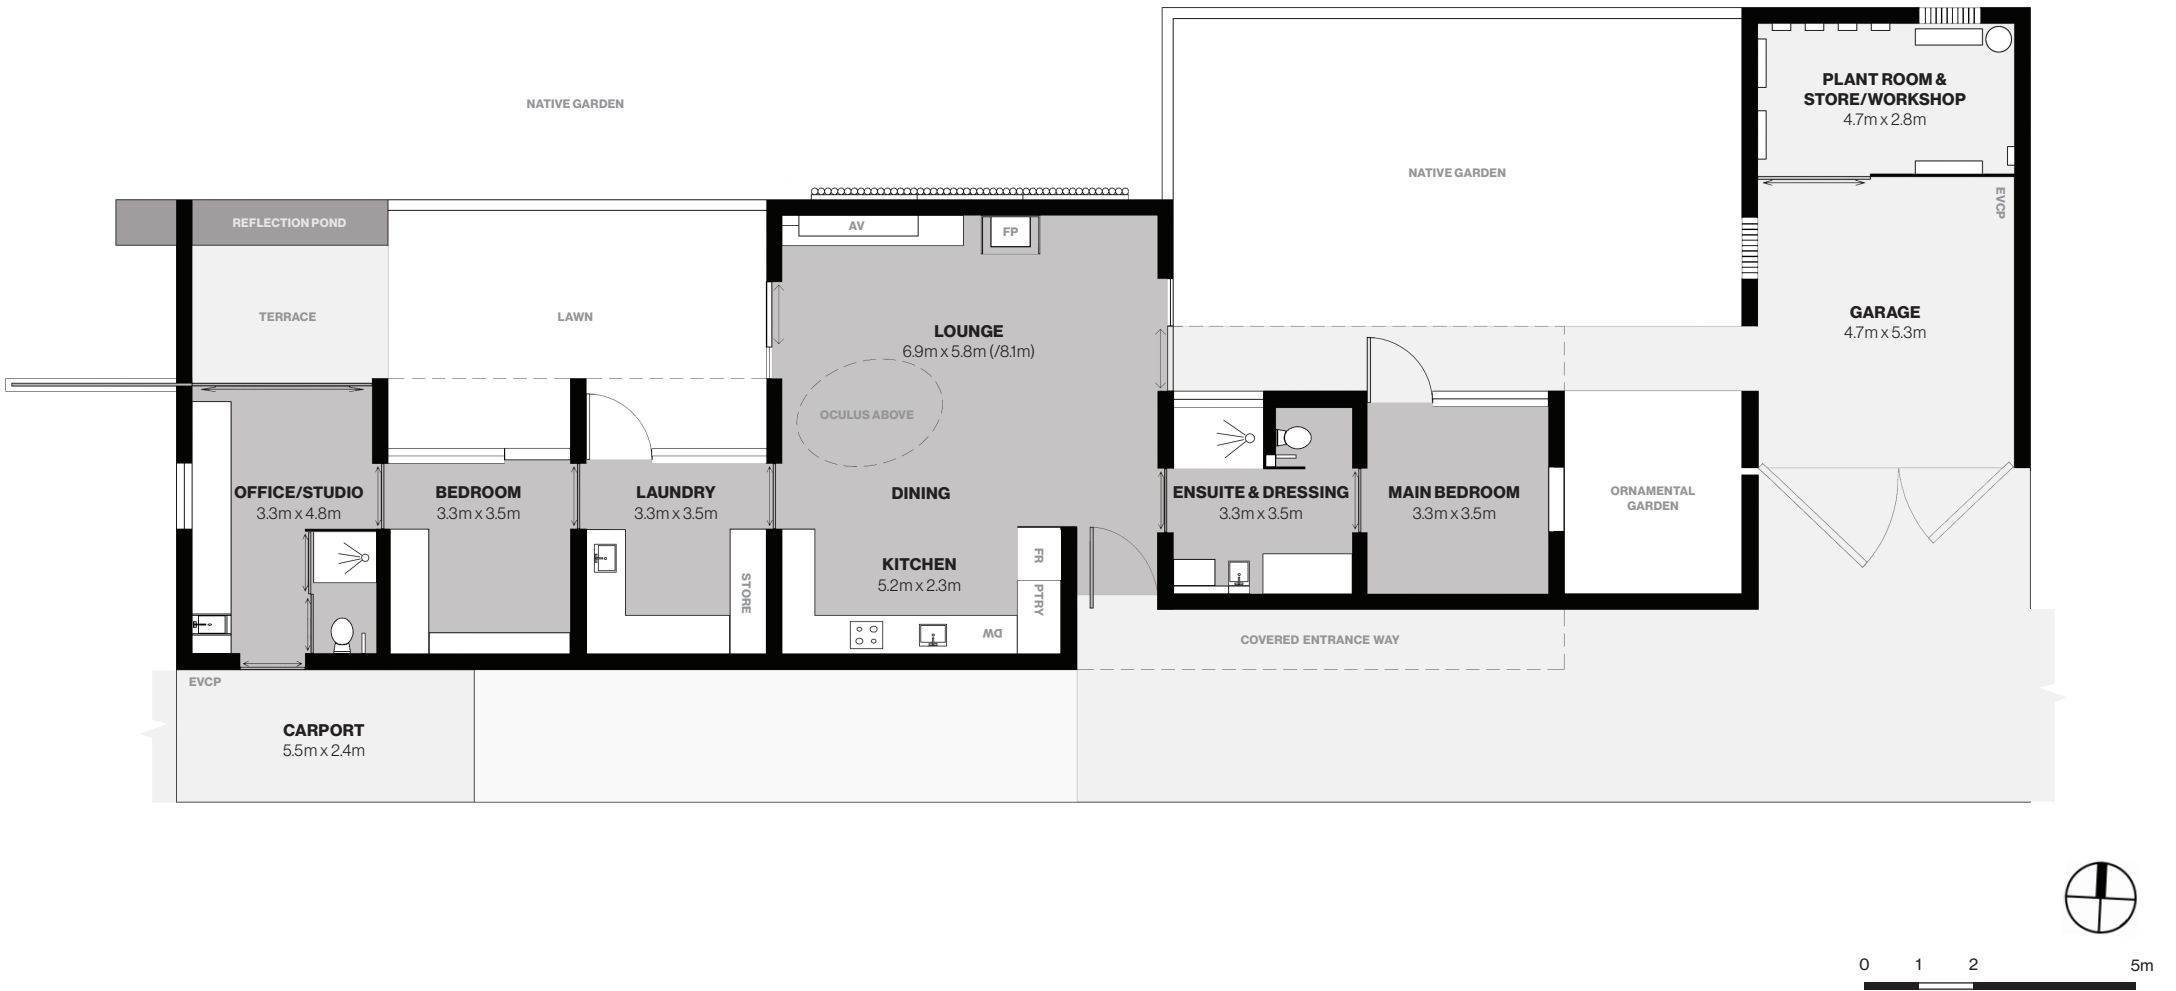 PLANT ROOM &
STORE/WORKSHOP
4.7m x 2.8m
NATIVE GARDEN
NATIVE GARDEN
EVCP
REFLECTION POND
AV
FP
TERRACE
LAWN
LOUNGE
6.9m x 5.8m (/8.1m)
GARAGE
4.7m x 5.3m
OCULUS ABOVE
OFFICE/STUDIO
3.3m x 4.8m
BEDROOM
3.3m x 3.5m
LAUNDRY
3.3m x 3.5m
DINING
ENSUITE & DRESSING
3.3m x 3.5m
MAIN BEDROOM
3.3m x 3.5m
ORNAMENTAL
GARDEN
STORE
KITCHEN
5.2m x 2.3m
FR
PTRY
DW
COVERED ENTRANCE WAY
EVCP
CARPORT
5.5m x 2.4m
0 1 2 5m